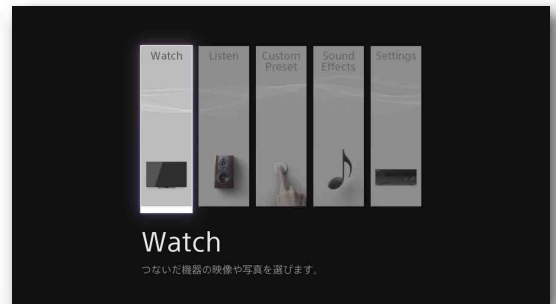 Watch
Listen
Custom
Preset
Sound
Effects
Settings
Watch
つないだ機器の映像や写真を選びます。